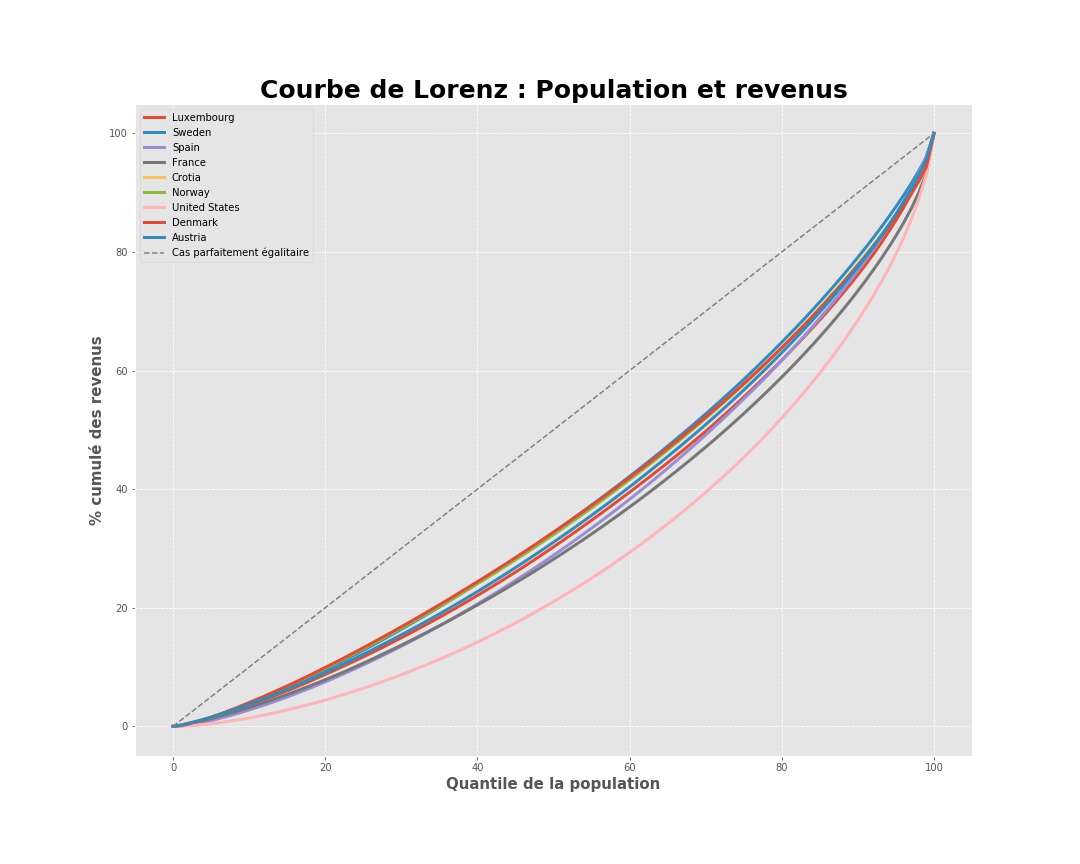 Courbe de Lorenz : Population et revenus
Luxembourg
Sweden
Spain
France
Crotia
Norway
United States
Denmark
Austria
Cas parfaitement égalitaire
100
80
60
40
20
0
% cumulé des revenus
0 20 40 60 80 100
Quantile de la population